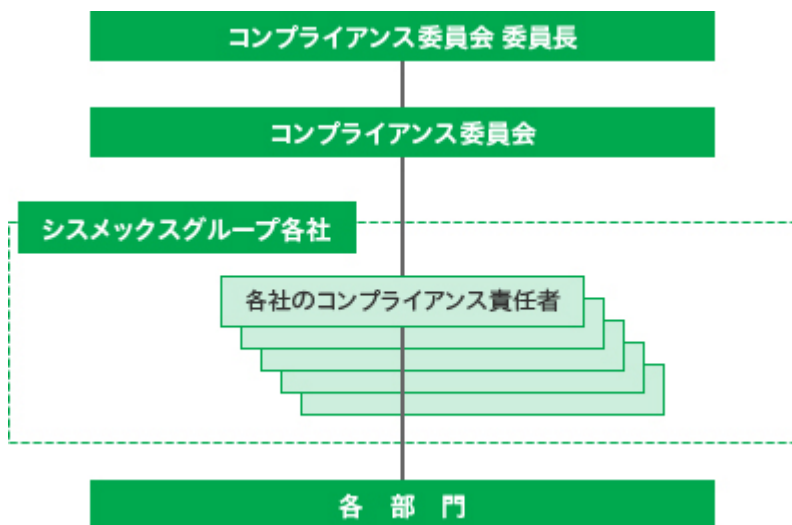 コンプライアンス委員会 委員長
コンプライアンス委員会
シスメックスグループ各社
各社のコンプライアンス責任者
各 部 門